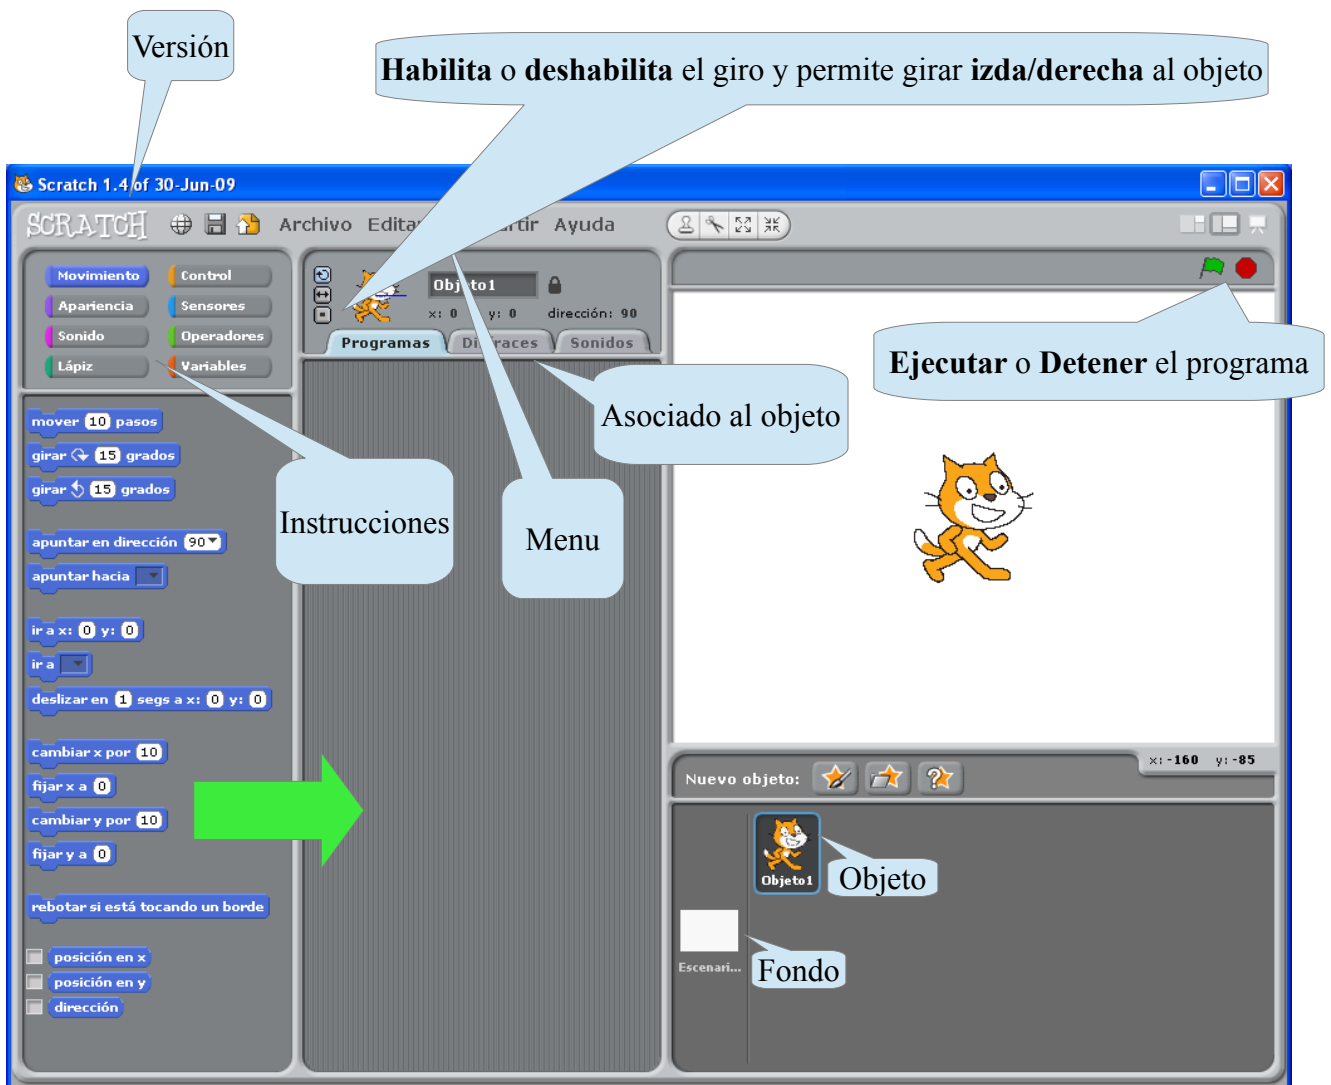 Versión
Habilita o deshabilita el giro y permite girar izda/derecha al objeto
Scratch 1.4 of 30-Jun-09
SCRATCH
Archivo
Ayuda
Movimiento
Control
Apariencia
Sensores
Sonido
Operadores
Lápiz
Variables
Objeto1
x: 0 y: 0 dirección: 90
Programas
Sonidos
Ejecutar o Detener el programa
Asociado al objeto
Instrucciones
Menu
mover 10 pasos
girar 15 grados
girar 15 grados
apuntar en dirección 90
apuntar hacia
ir a x: 0 y: 0
ir a
deslizar en 1 segs a x: 0 y: 0
cambiar x por 10
fijar x a 0
cambiar y por 10
fijar y a 0
rebotar si está tocando un borde
posición en x
posición en y
dirección
x: -160 y: -85
Nuevo objeto:
Objeto1
Objeto
Escenari...
Fondo